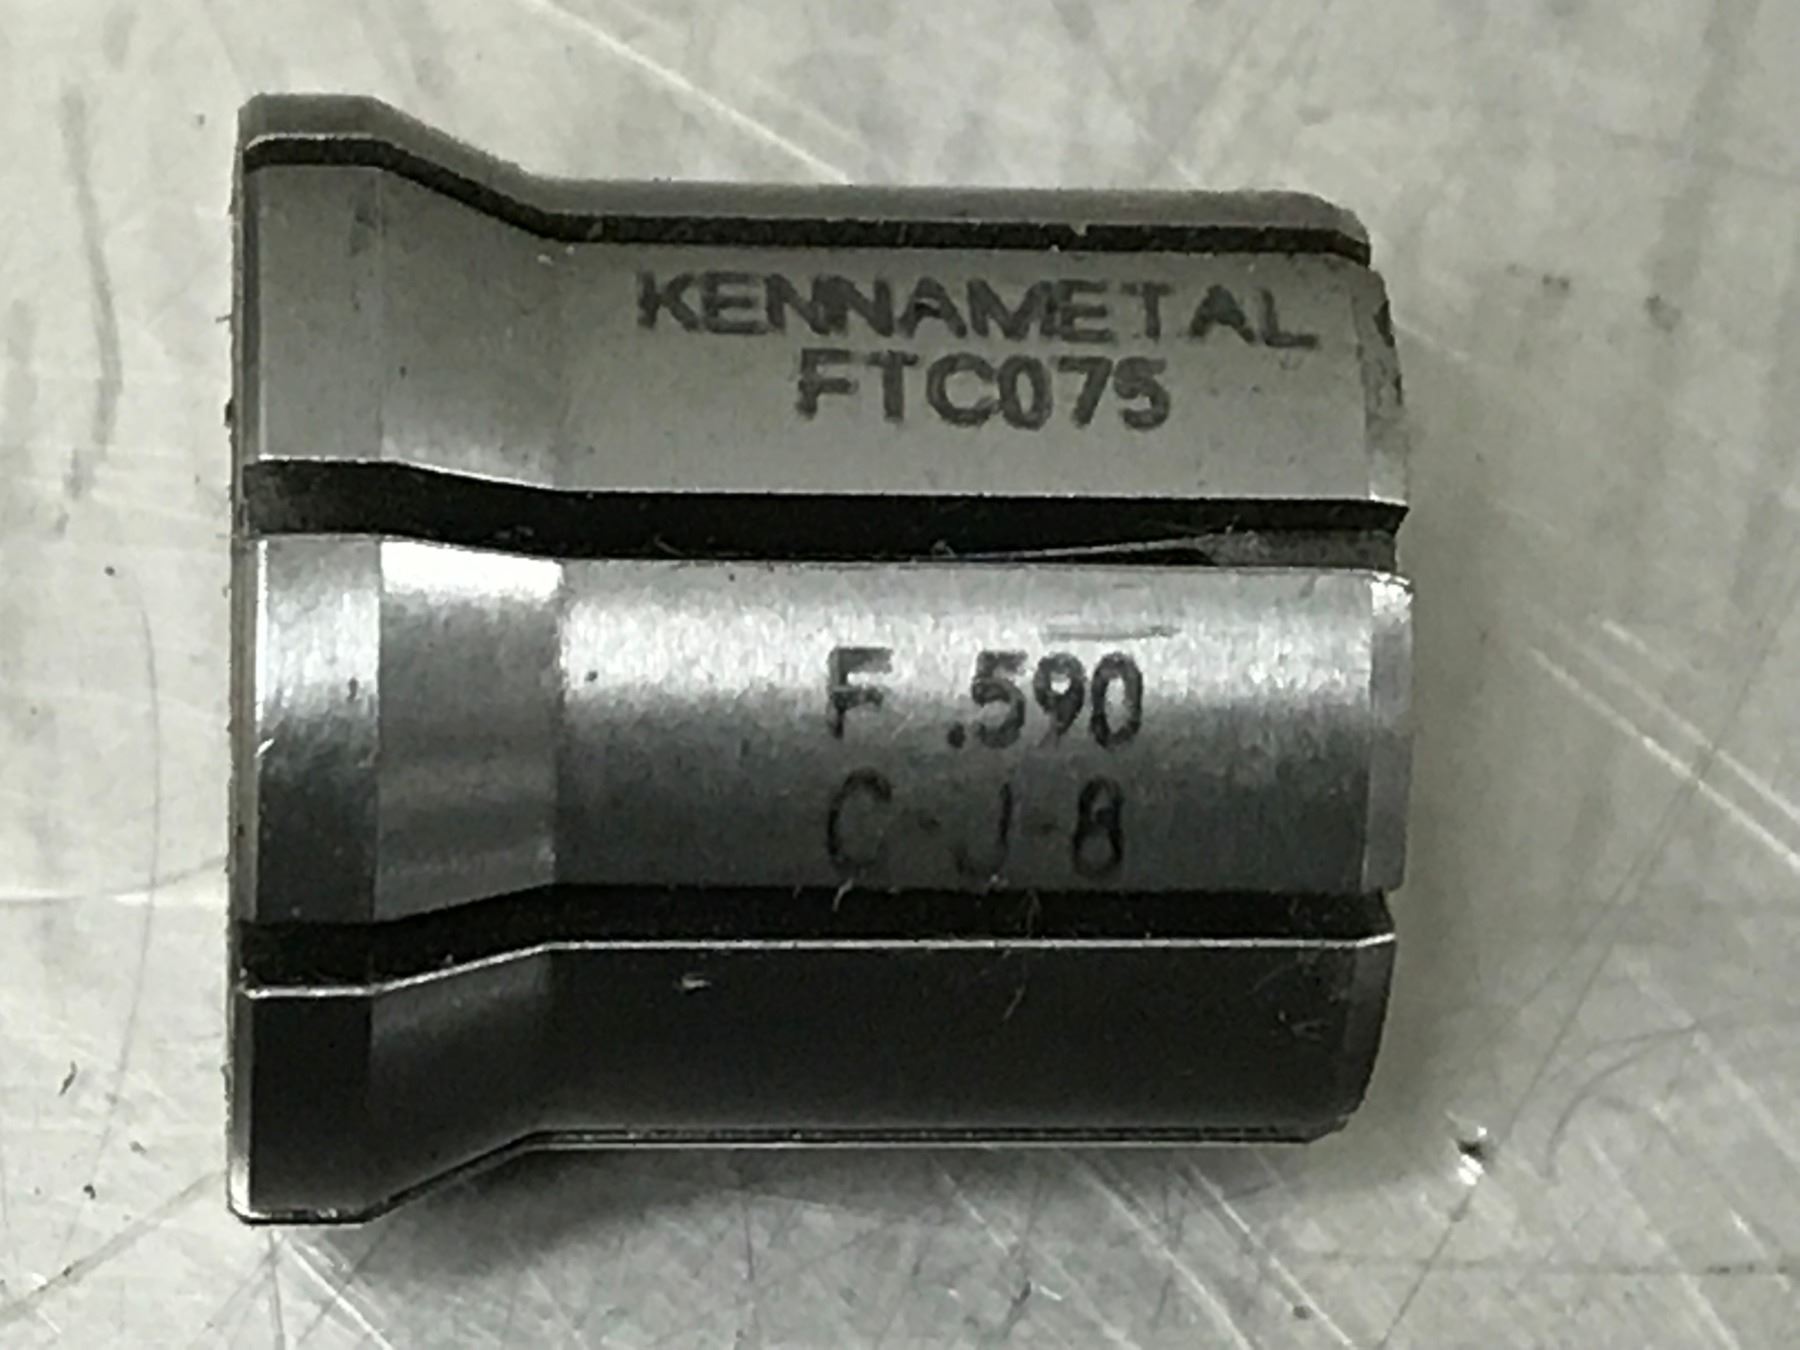 KENNAMETAL
FTC075
F .590
C-J-8